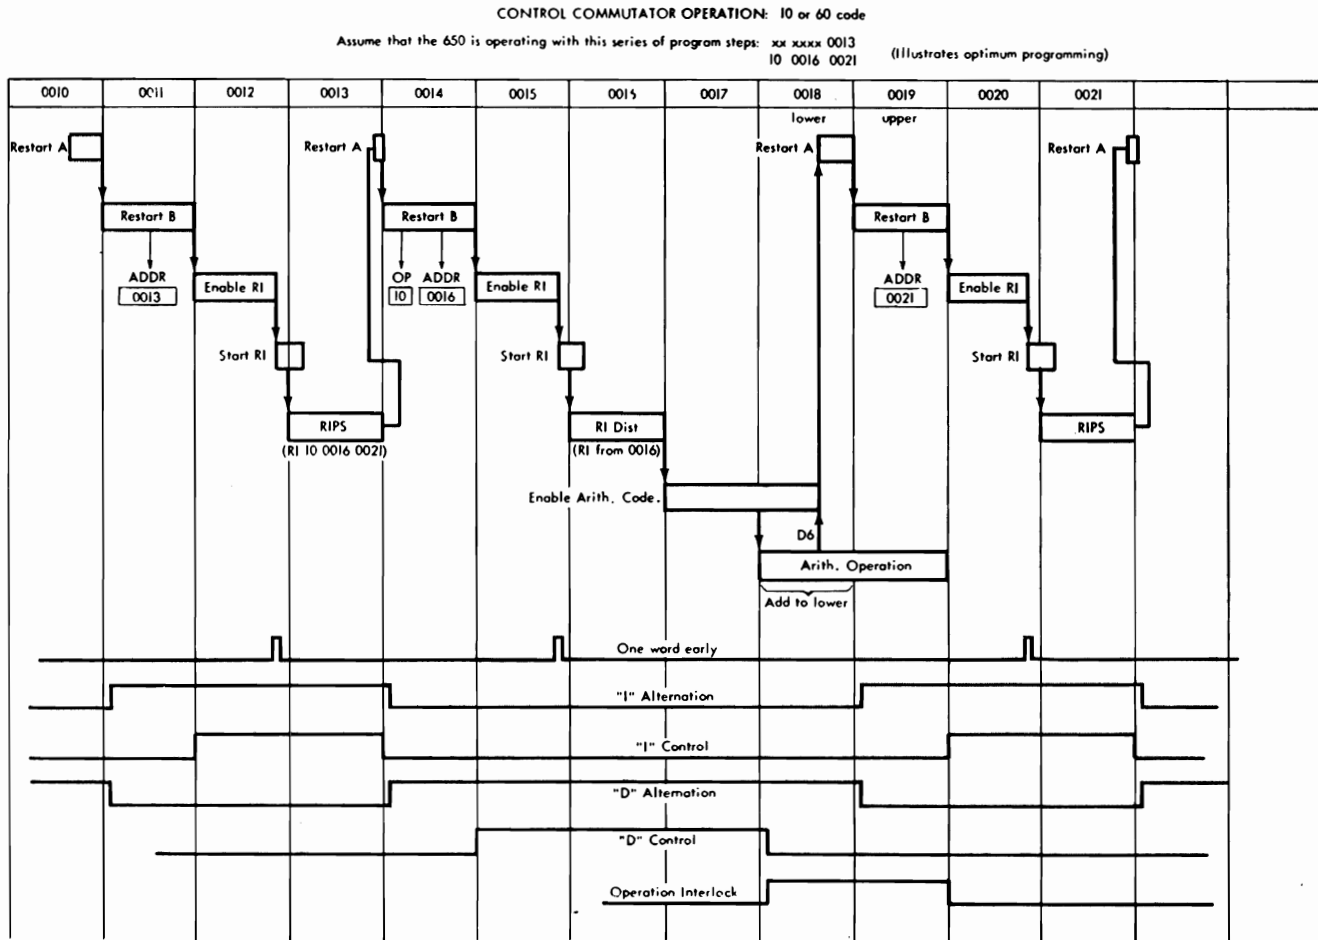 CONTROL COMMUTATOR OPERATION: 10 or 60 code
Assume that the 650 is operating with this series of program steps: xx xxxx 0013
10 0016 0021 (Illustrates optimum programming)
0010 0011 0012 0013 0014 0015 0016 0017 0018 0019 0020 0021
lower upper
Restart A Restart A Restart A Restart A
Restart B Restart B Restart B
ADDR OP ADDR ADDR
0013 Enable RI 10 0016 Enable RI 0021 Enable RI
Start RI Start RI Start RI
RIPS RI Dist RIPS
(RI 10 0016 0021) (RI from 0016)
Enable Arith. Code.
D6
Arith. Operation
Add to lower
One word early
"I" Alternation
"I" Control
"D" Alternation
"D" Control
Operation Interlock